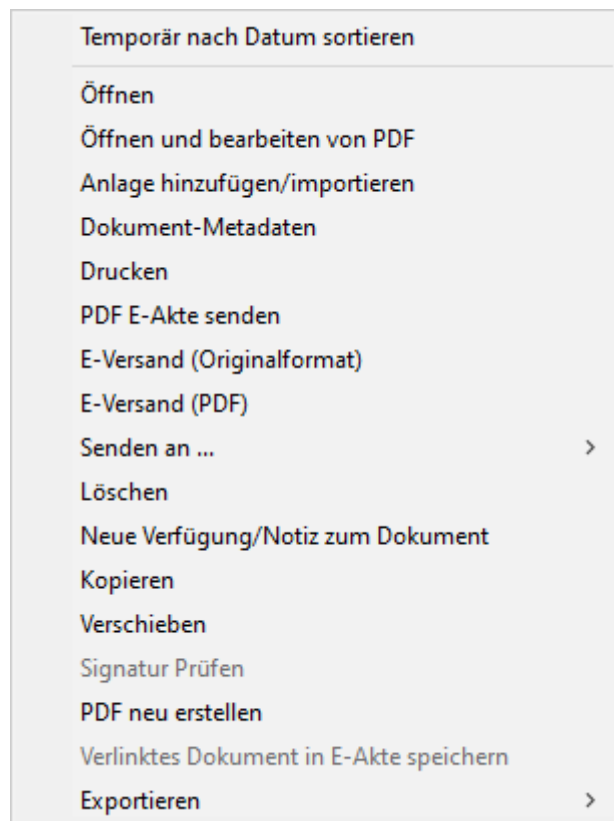 Temporär nach Datum sortieren
Öffnen
Öffnen und bearbeiten von PDF
Anlage hinzufügen/importieren
Dokument-Metadaten
Drucken
PDF E-Akte senden
E-Versand (Originalformat)
E-Versand (PDF)
Senden an ...
Löschen
Neue Verfügung/Notiz zum Dokument
Kopieren
Verschieben
Signatur Prüfen
PDF neu erstellen
Verlinktes Dokument in E-Akte speichern
Exportieren